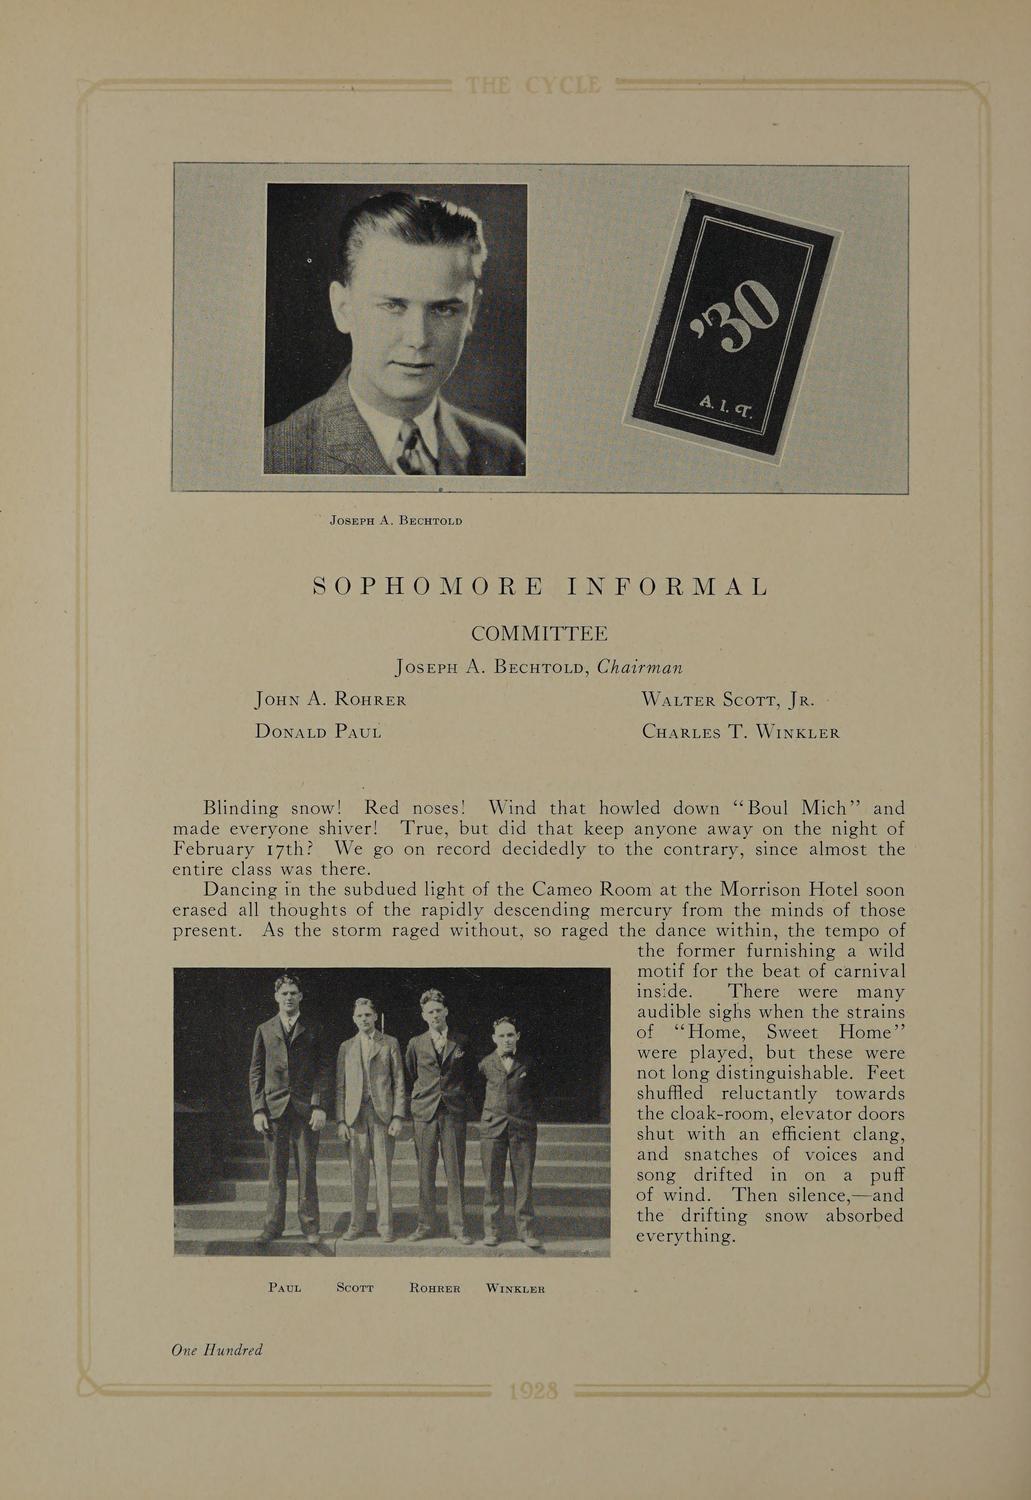 THE CYCLE
'30
A. I. T.
Joseph A. Bechtold
SOPHOMORE INFORMAL
COMMITTEE
Joseph A. Bechtold, Chairman
John A. Rohrer
Walter Scott, Jr.
Donald Paul
Charles T. Winkler
Blinding snow! Red noses! Wind that howled down “Boul Mich” and
made everyone shiver! True, but did that keep anyone away on the night of
February 17th? We go on record decidedly to the contrary, since almost the
entire class was there.
Dancing in the subdued light of the Cameo Room at the Morrison Hotel soon
erased all thoughts of the rapidly descending mercury from the minds of those
present. As the storm raged without, so raged the dance within, the tempo of
the former furnishing a wild
motif for the beat of carnival
inside. There were many
audible sighs when the strains
of “Home, Sweet Home”
were played, but these were
not long distinguishable. Feet
shuffled reluctantly towards
the cloak-room, elevator doors
shut with an efficient clang,
and snatches of voices and
song drifted in on a puff
of wind. Then silence,—and
the drifting snow absorbed
everything.
Paul Scott Rohrer Winkler
One Hundred
1928